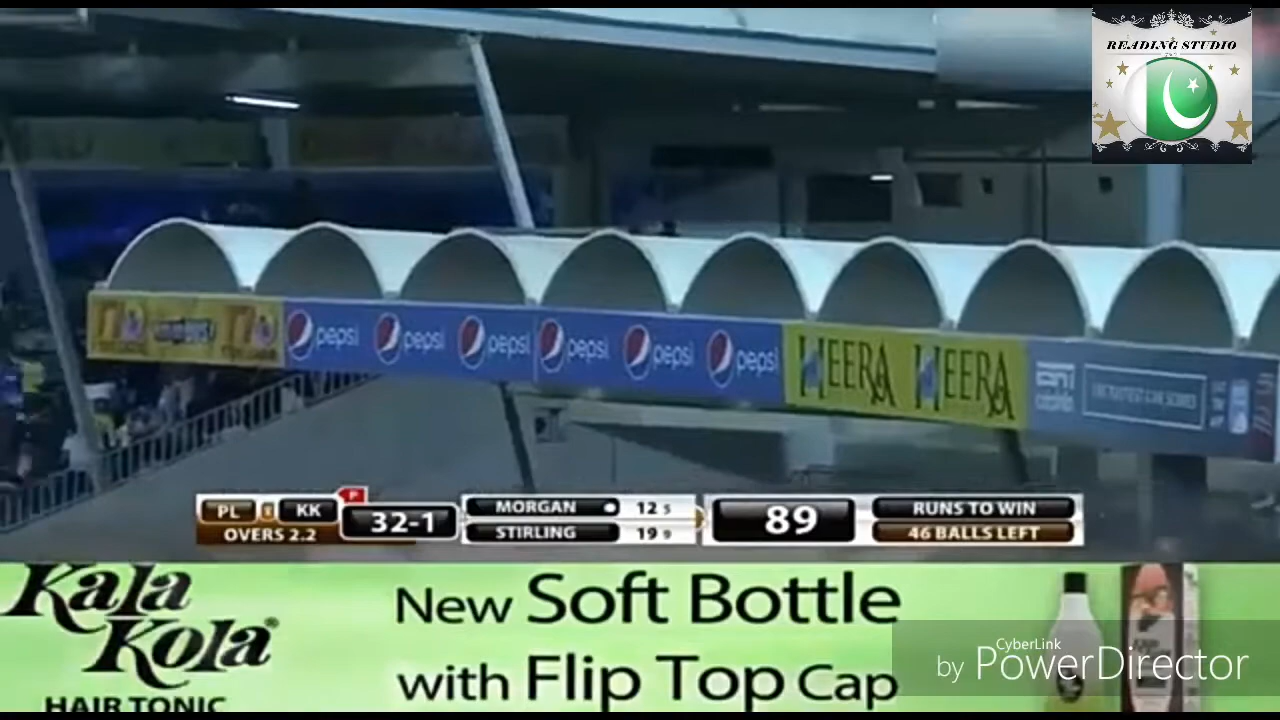 READING STUDIO
pepsi pepsi pepsi pepsi pepsi pepsi
HEERA HEERA
PL v KK
P
32-1
OVERS 2.2
MORGAN 12 5
STIRLING 19 9
89
RUNS TO WIN
46 BALLS LEFT
Kala
Kola®
HAIR TONIC
New Soft Bottle
with Flip Top Cap
CyberLink
by PowerDirector